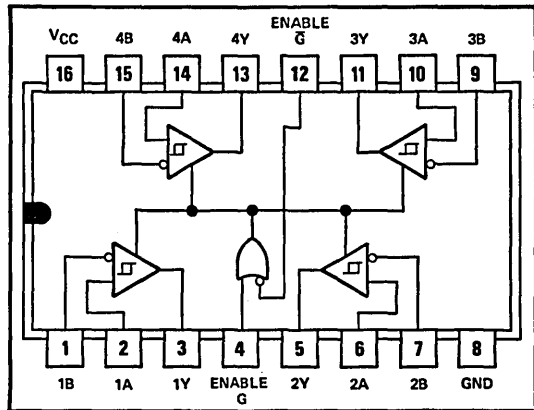 ENABLE
VCC 4B 4A 4Y G̅ 3Y 3A 3B
16 15 14 13 12 11 10 9
1 2 3 4 5 6 7 8
1B 1A 1Y ENABLE 2Y 2A 2B GND
G